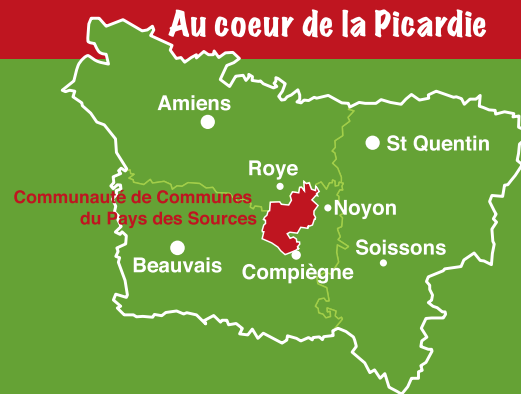 Au coeur de la Picardie
Amiens
St Quentin
Roye
Communauté de Communes
du Pays des Sources
Noyon
Soissons
Beauvais
Compiègne